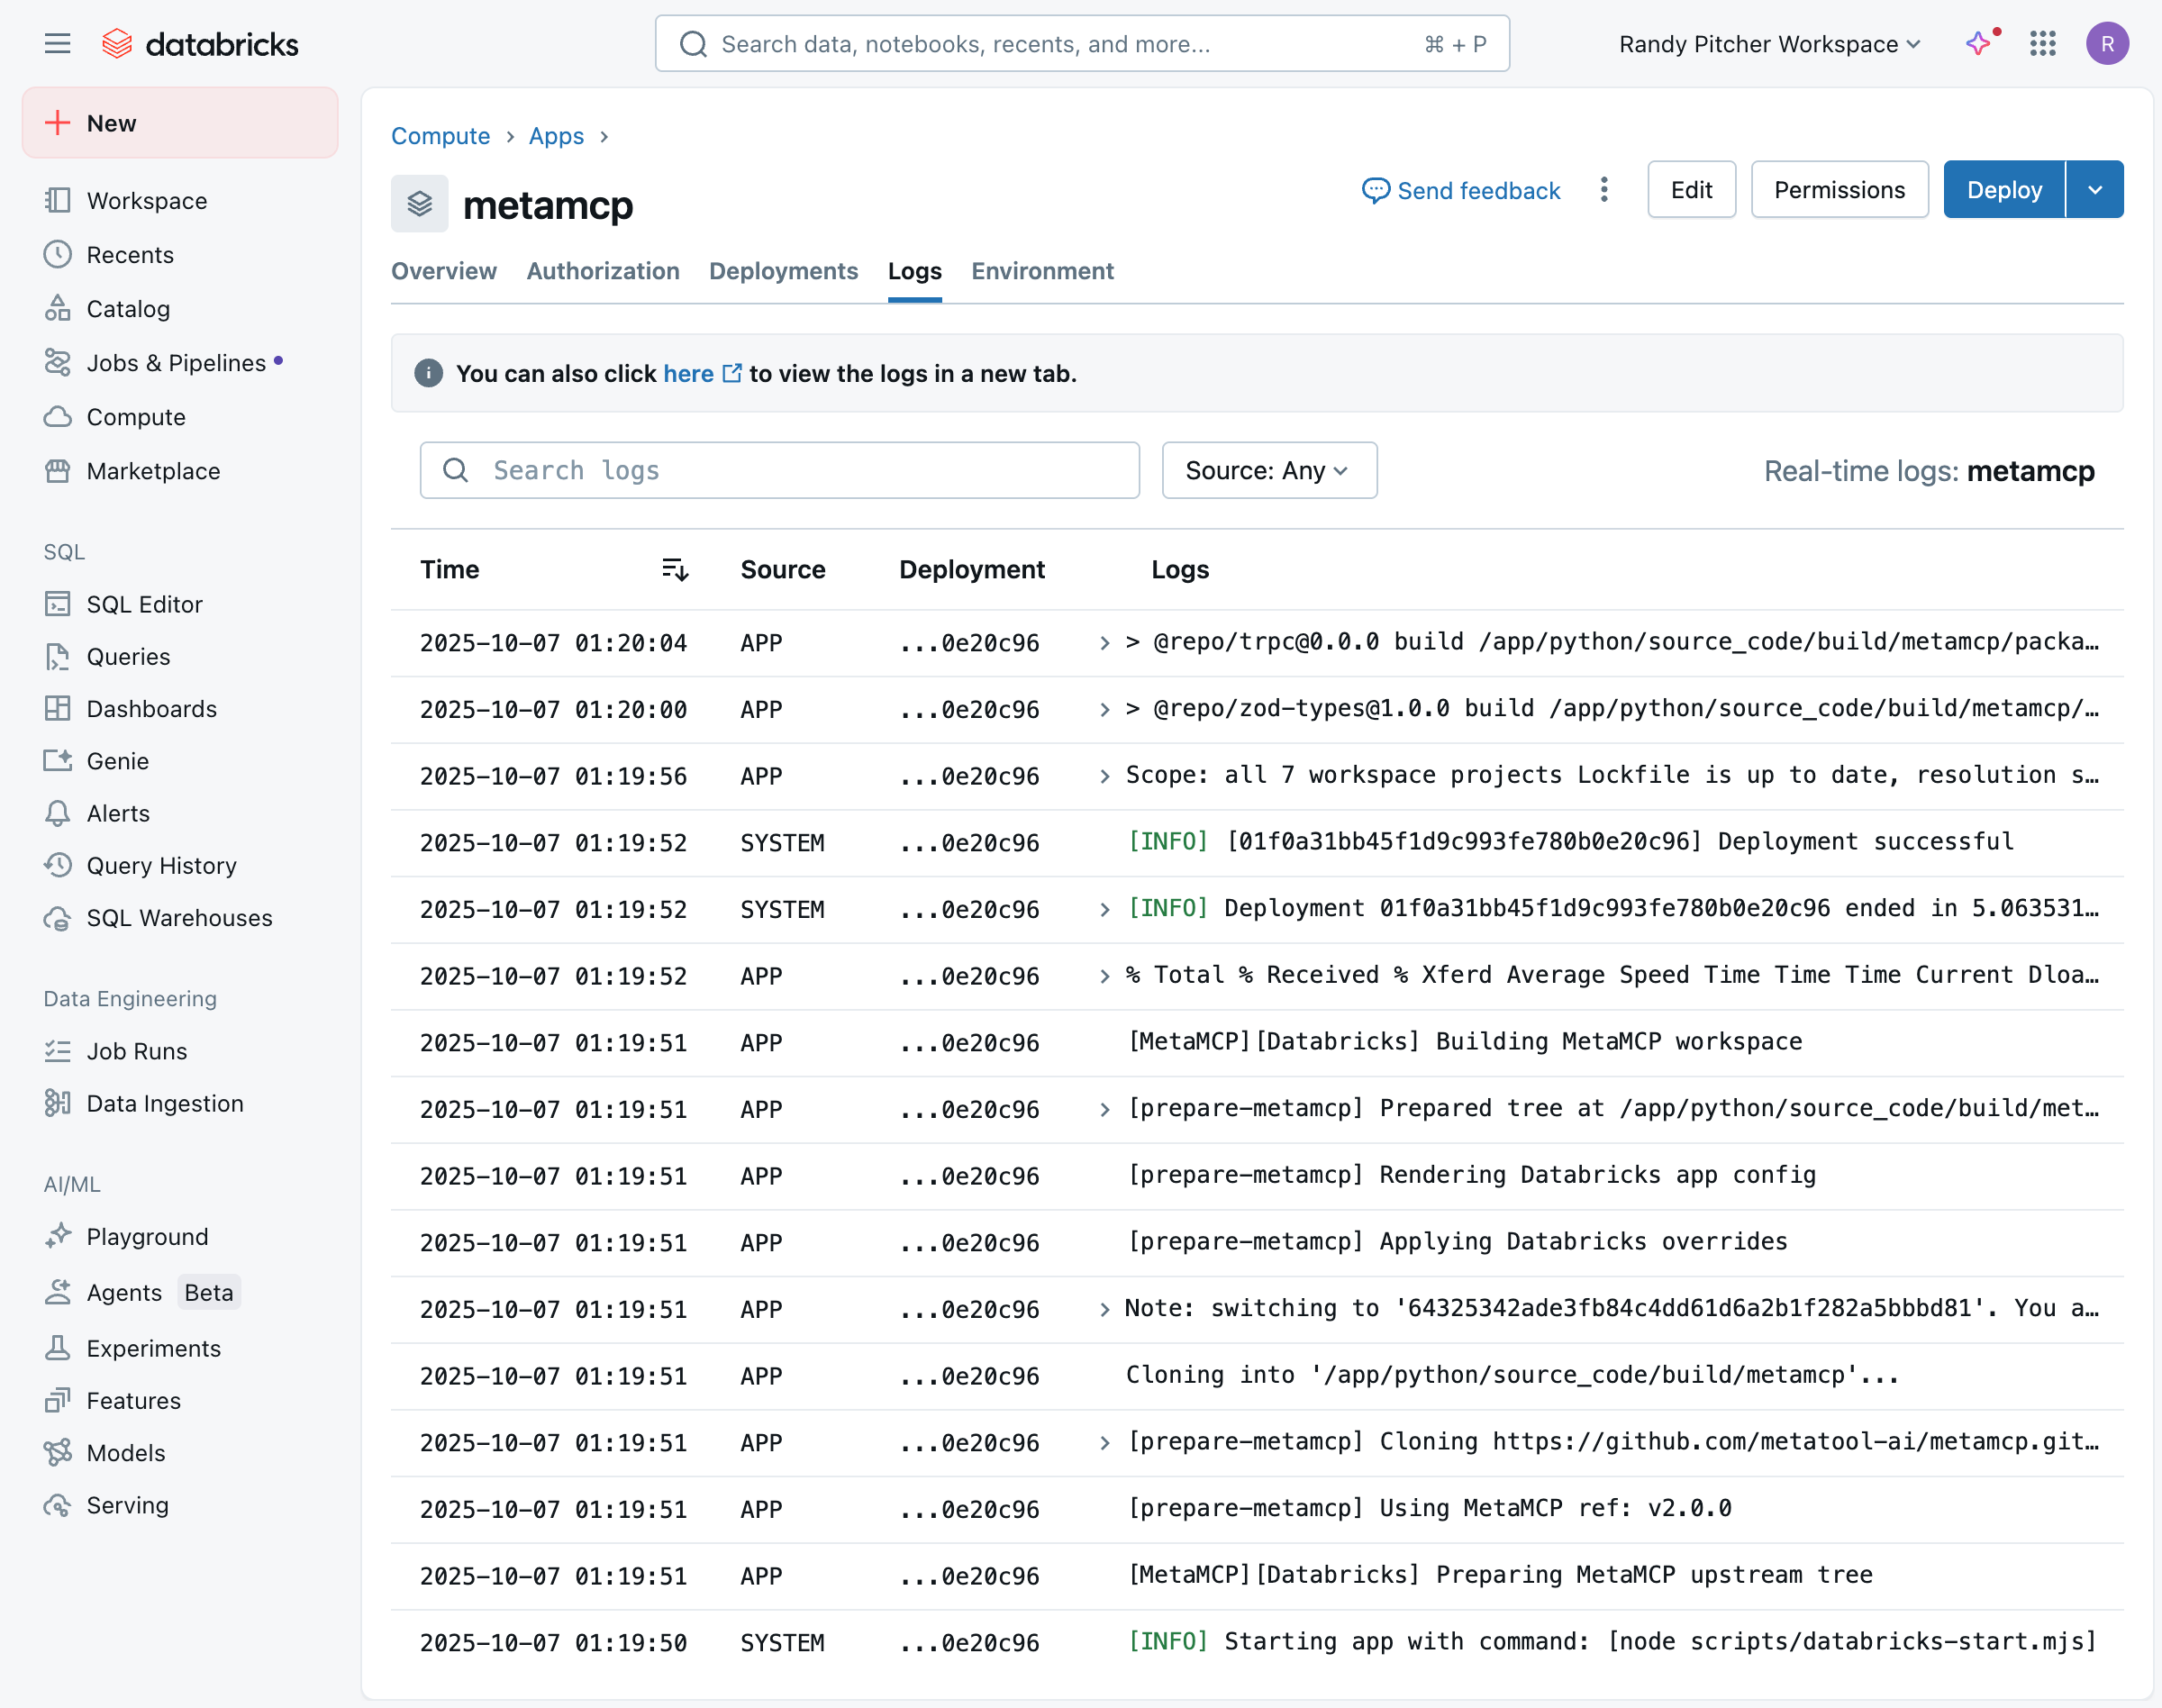 databricks
Search data, notebooks, recents, and more...
⌘ + P
Randy Pitcher Workspace
R
New
Workspace
Recents
Catalog
Jobs & Pipelines
Compute
Marketplace
SQL
SQL Editor
Queries
Dashboards
Genie
Alerts
Query History
SQL Warehouses
Data Engineering
Job Runs
Data Ingestion
AI/ML
Playground
Agents Beta
Experiments
Features
Models
Serving
Compute > Apps >
metamcp
Send feedback
Edit
Permissions
Deploy
Overview Authorization Deployments Logs Environment
You can also click here to view the logs in a new tab.
Search logs
Source: Any
Real-time logs: metamcp
Time Source Deployment Logs
2025-10-07 01:20:04 APP ...0e20c96 > @repo/trpc@0.0.0 build /app/python/source_code/build/metamcp/packa…
2025-10-07 01:20:00 APP ...0e20c96 > @repo/zod-types@1.0.0 build /app/python/source_code/build/metamcp/…
2025-10-07 01:19:56 APP ...0e20c96 Scope: all 7 workspace projects Lockfile is up to date, resolution s…
2025-10-07 01:19:52 SYSTEM ...0e20c96 [INFO] [01f0a31bb45f1d9c993fe780b0e20c96] Deployment successful
2025-10-07 01:19:52 SYSTEM ...0e20c96 [INFO] Deployment 01f0a31bb45f1d9c993fe780b0e20c96 ended in 5.063531…
2025-10-07 01:19:52 APP ...0e20c96 % Total % Received % Xferd Average Speed Time Time Time Current Dloa…
2025-10-07 01:19:51 APP ...0e20c96 [MetaMCP][Databricks] Building MetaMCP workspace
2025-10-07 01:19:51 APP ...0e20c96 [prepare-metamcp] Prepared tree at /app/python/source_code/build/met…
2025-10-07 01:19:51 APP ...0e20c96 [prepare-metamcp] Rendering Databricks app config
2025-10-07 01:19:51 APP ...0e20c96 [prepare-metamcp] Applying Databricks overrides
2025-10-07 01:19:51 APP ...0e20c96 Note: switching to '64325342ade3fb84c4dd61d6a2b1f282a5bbbd81'. You a…
2025-10-07 01:19:51 APP ...0e20c96 Cloning into '/app/python/source_code/build/metamcp'...
2025-10-07 01:19:51 APP ...0e20c96 [prepare-metamcp] Cloning https://github.com/metatool-ai/metamcp.git…
2025-10-07 01:19:51 APP ...0e20c96 [prepare-metamcp] Using MetaMCP ref: v2.0.0
2025-10-07 01:19:51 APP ...0e20c96 [MetaMCP][Databricks] Preparing MetaMCP upstream tree
2025-10-07 01:19:50 SYSTEM ...0e20c96 [INFO] Starting app with command: [node scripts/databricks-start.mjs]